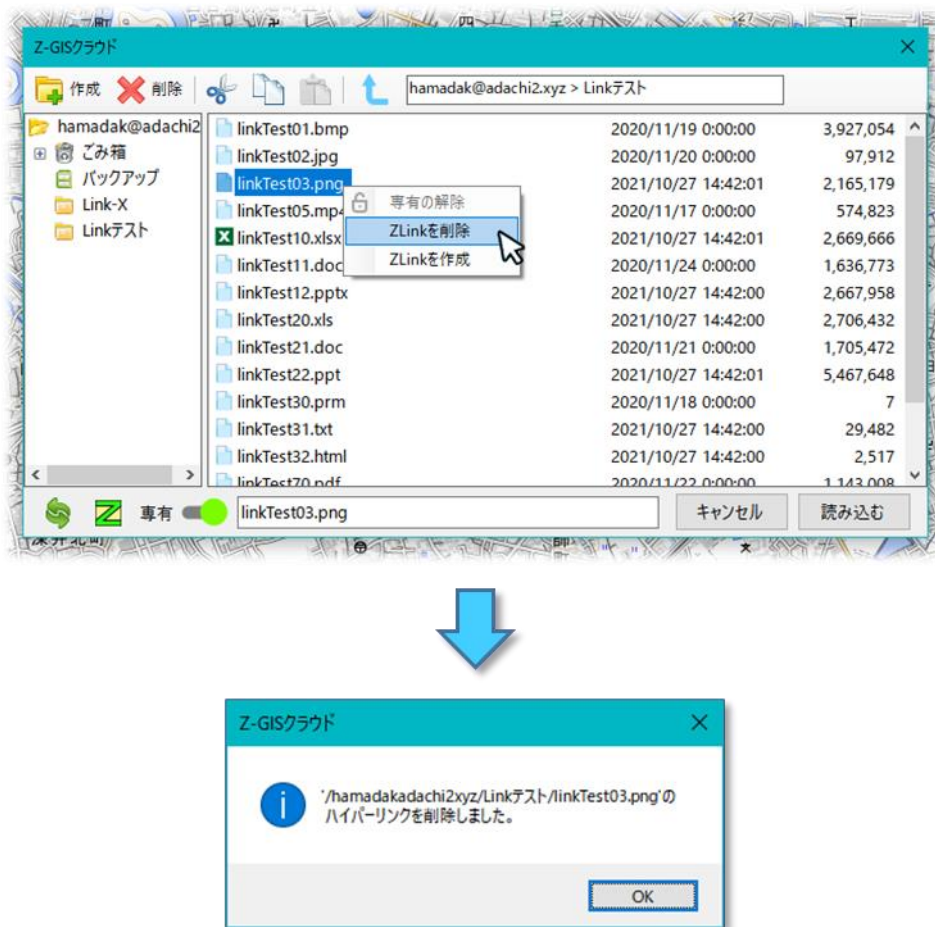 Z-GISクラウド
作成 削除 hamadak@adachi2.xyz > Linkテスト
hamadak@adachi2
ごみ箱
バックアップ
Link-X
Linkテスト
linkTest01.bmp 2020/11/19 0:00:00 3,927,054
linkTest02.jpg 2020/11/20 0:00:00 97,912
linkTest03.png 2021/10/27 14:42:01 2,165,179
linkTest05.mp4 2020/11/17 0:00:00 574,823
linkTest10.xlsx 2021/10/27 14:42:01 2,669,666
linkTest11.doc 2020/11/24 0:00:00 1,636,773
linkTest12.pptx 2021/10/27 14:42:00 2,667,958
linkTest20.xls 2021/10/27 14:42:00 2,706,432
linkTest21.doc 2020/11/21 0:00:00 1,705,472
linkTest22.ppt 2021/10/27 14:42:01 5,467,648
linkTest30.prm 2020/11/18 0:00:00 7
linkTest31.txt 2021/10/27 14:42:00 29,482
linkTest32.html 2021/10/27 14:42:00 2,517
linkTest70.pdf 2020/11/22 0:00:00 1,143,008
専有の解除
ZLinkを削除
ZLinkを作成
専有 linkTest03.png キャンセル 読み込む
Z-GISクラウド
'/hamadakadachi2xyz/Linkテスト/linkTest03.png'の
ハイパーリンクを削除しました。
OK